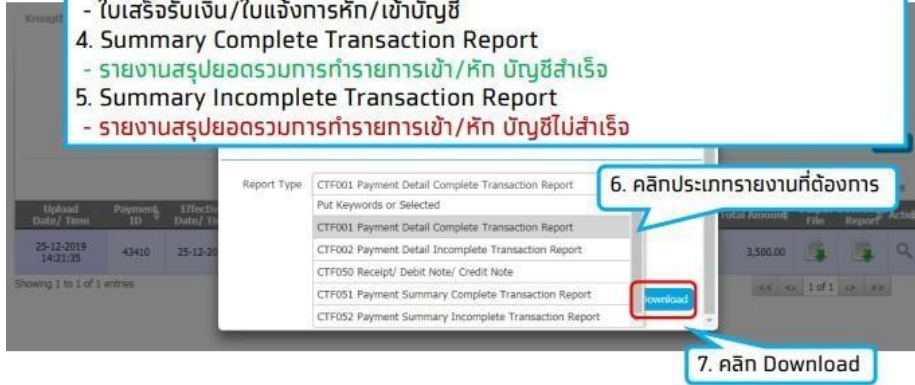 - ใบเสร็จรับเงิน/ใบแจ้งการหัก/เข้าบัญชี
4. Summary Complete Transaction Report
- รายงานสรุปยอดรวมการทำรายการเข้า/หัก บัญชีสำเร็จ
5. Summary Incomplete Transaction Report
- รายงานสรุปยอดรวมการทำรายการเข้า/หัก บัญชีไม่สำเร็จ
Report Type CTF001 Payment Detail Complete Transaction Report
6. คลิกประเภทรายงานที่ต้องการ
Put Keywords or Selected
CTF001 Payment Detail Complete Transaction Report
CTF002 Payment Detail Incomplete Transaction Report
CTF050 Receipt/ Debit Note/ Credit Note
CTF051 Payment Summary Complete Transaction Report
CTF052 Payment Summary Incomplete Transaction Report
Download
Upload Date/ Time Payment ID Total Amount File Report
25-12-2019 14:21:35 43410 25-12-20 3,500.00
Showing 1 to 1 of 1 entries 1 of 1
7. คลิก Download